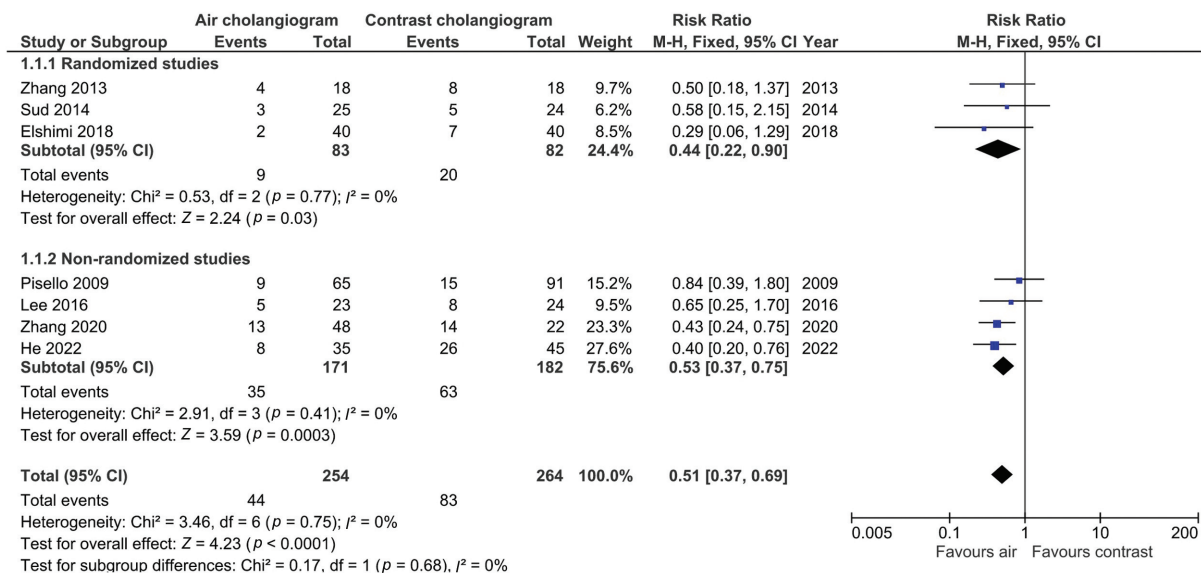 Air cholangiogram Contrast cholangiogram Risk Ratio Risk Ratio
Study or Subgroup Events Total Events Total Weight M-H, Fixed, 95% CI Year M-H, Fixed, 95% CI
1.1.1 Randomized studies
Zhang 2013 4 18 8 18 9.7% 0.50 [0.18, 1.37] 2013
Sud 2014 3 25 5 24 6.2% 0.58 [0.15, 2.15] 2014
Elshimi 2018 2 40 7 40 8.5% 0.29 [0.06, 1.29] 2018
Subtotal (95% CI) 83 82 24.4% 0.44 [0.22, 0.90]
Total events 9 20
Heterogeneity: Chi² = 0.53, df = 2 (p = 0.77); I² = 0%
Test for overall effect: Z = 2.24 (p = 0.03)
1.1.2 Non-randomized studies
Pisello 2009 9 65 15 91 15.2% 0.84 [0.39, 1.80] 2009
Lee 2016 5 23 8 24 9.5% 0.65 [0.25, 1.70] 2016
Zhang 2020 13 48 14 22 23.3% 0.43 [0.24, 0.75] 2020
He 2022 8 35 26 45 27.6% 0.40 [0.20, 0.76] 2022
Subtotal (95% CI) 171 182 75.6% 0.53 [0.37, 0.75]
Total events 35 63
Heterogeneity: Chi² = 2.91, df = 3 (p = 0.41); I² = 0%
Test for overall effect: Z = 3.59 (p = 0.0003)
Total (95% CI) 254 264 100.0% 0.51 [0.37, 0.69]
Total events 44 83
Heterogeneity: Chi² = 3.46, df = 6 (p = 0.75); I² = 0%
Test for overall effect: Z = 4.23 (p < 0.0001)
Test for subgroup differences: Chi² = 0.17, df = 1 (p = 0.68), I² = 0%
0.005 0.1 1 10 200
Favours air Favours contrast